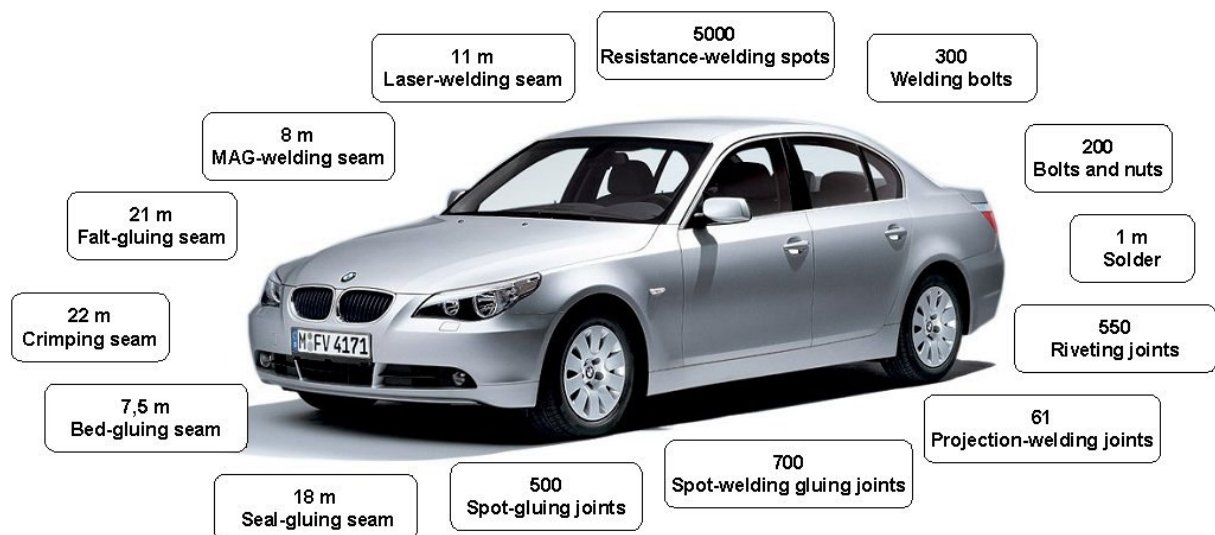 5000
Resistance-welding spots
11 m
Laser-welding seam
300
Welding bolts
8 m
MAG-welding seam
200
Bolts and nuts
21 m
Falt-gluing seam
1 m
Solder
22 m
Crimping seam
550
Riveting joints
M FV 4171
7,5 m
Bed-gluing seam
61
Projection-welding joints
700
Spot-welding gluing joints
500
Spot-gluing joints
18 m
Seal-gluing seam